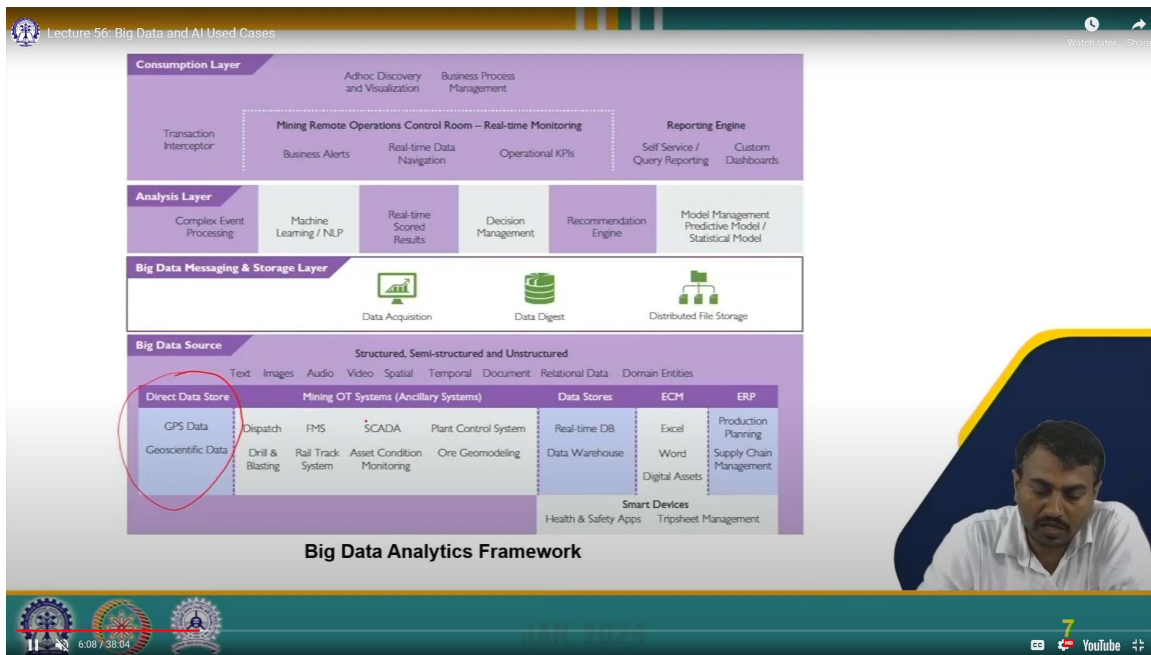 Lecture 56: Big Data and AI Used Cases
Watch later
Share
Consumption Layer
Adhoc Discovery
and Visualization
Business Process
Management
Transaction
Interceptor
Mining Remote Operations Control Room – Real-time Monitoring
Business Alerts
Real-time Data
Navigation
Operational KPIs
Reporting Engine
Self Service /
Query Reporting
Custom
Dashboards
Analysis Layer
Complex Event
Processing
Machine
Learning / NLP
Real-time
Scored
Results
Decision
Management
Recommendation
Engine
Model Management
Predictive Model /
Statistical Model
Big Data Messaging & Storage Layer
Data Acquisition
Data Digest
Distributed File Storage
Big Data Source
Structured, Semi-structured and Unstructured
Text Images Audio Video Spatial Temporal Document Relational Data Domain Entities
Direct Data Store
GPS Data
Geoscientific Data
Mining OT Systems (Ancillary Systems)
Dispatch FMS SCADA Plant Control System
Drill &
Blasting
Rail Track
System
Asset Condition
Monitoring
Ore Geomodeling
Data Stores
Real-time DB
Data Warehouse
ECM
Excel
Word
Digital Assets
ERP
Production
Planning
Supply Chain
Management
Smart Devices
Health & Safety Apps Tripsheet Management
Big Data Analytics Framework
JAN 2024
7
6:08 / 38:04
CC
HD
YouTube